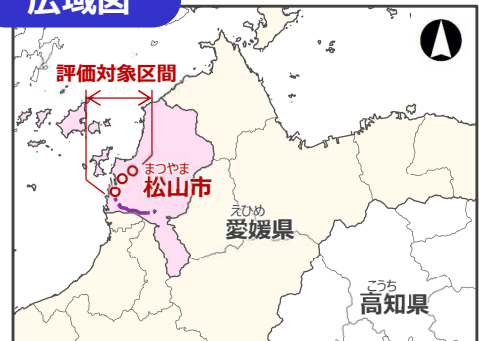 広域図
評価対象区間
まつやま
松山市
えひめ
愛媛県
こうち
高知県